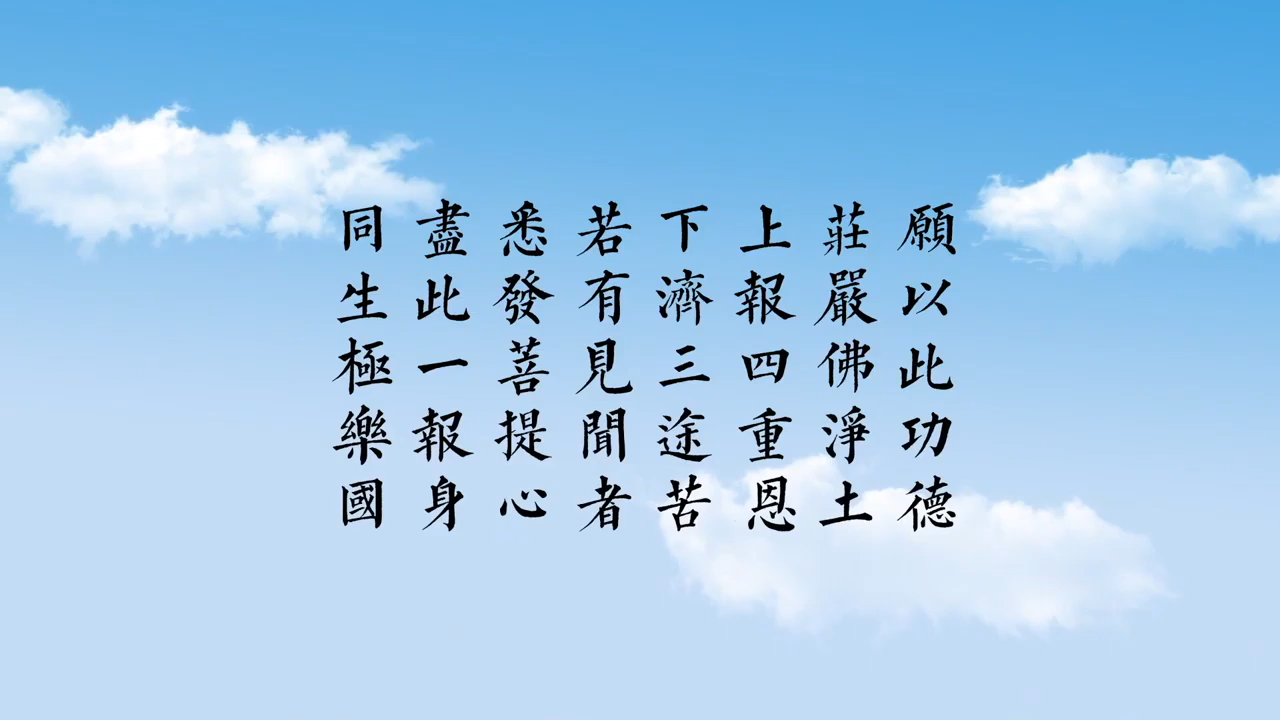 願以此功德
莊嚴佛淨土
上報四重恩
下濟三途苦
若有見聞者
悉發菩提心
盡此一報身
同生極樂國